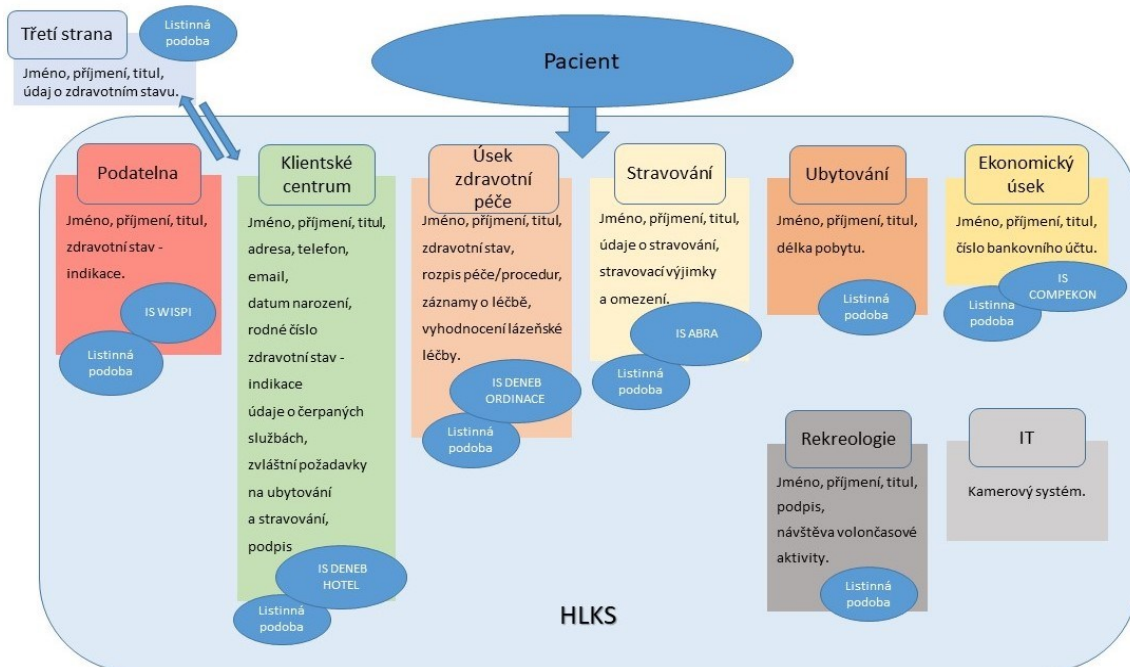 Třetí strana
Listinná
podoba
Jméno, příjmení, titul,
údaj o zdravotním stavu.
Pacient
Podatelna
Jméno, příjmení, titul,
zdravotní stav -
indikace.
IS WISPI
Listinná
podoba
Klientské
centrum
Jméno, příjmení, titul,
adresa, telefon,
email,
datum narození,
rodné číslo
zdravotní stav -
indikace
údaje o čerpaných
službách,
zvláštní požadavky
na ubytování
a stravování,
podpis
IS DENEB
HOTEL
Listinná
podoba
Úsek
zdravotní
péče
Jméno, příjmení, titul,
zdravotní stav,
rozpis péče/procedur,
záznamy o léčbě,
vyhodnocení lázeňské
léčby.
IS DENEB
ORDINACE
Listinná
podoba
Stravování
Jméno, příjmení, titul,
údaje o stravování,
stravovací výjimky
a omezení.
IS ABRA
Listinná
podoba
Ubytování
Jméno, příjmení, titul,
délka pobytu.
Listinná
podoba
Ekonomický
úsek
Jméno, příjmení, titul,
číslo bankovního účtu.
IS
COMPEKON
Listinná
podoba
Rekreologie
Jméno, příjmení, titul,
podpis,
návštěva volončasové
aktivity.
Listinná
podoba
IT
Kamerový systém.
HLKS